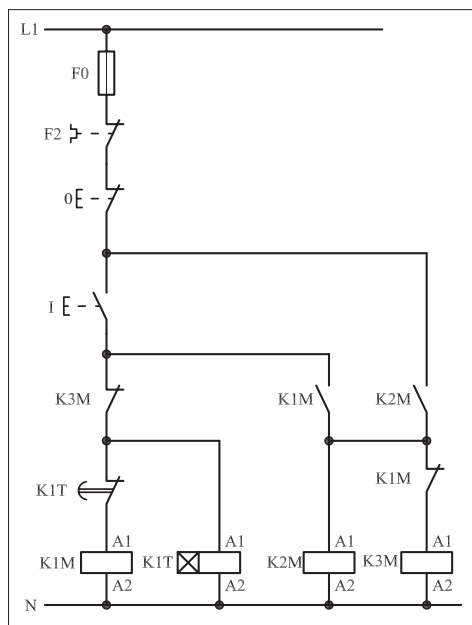 L1
F0
F2
0
I
K3M K1M K2M
K1T K1M
A1 A1 A1 A1
K1M K1T K2M K3M
A2 A2 A2 A2
N